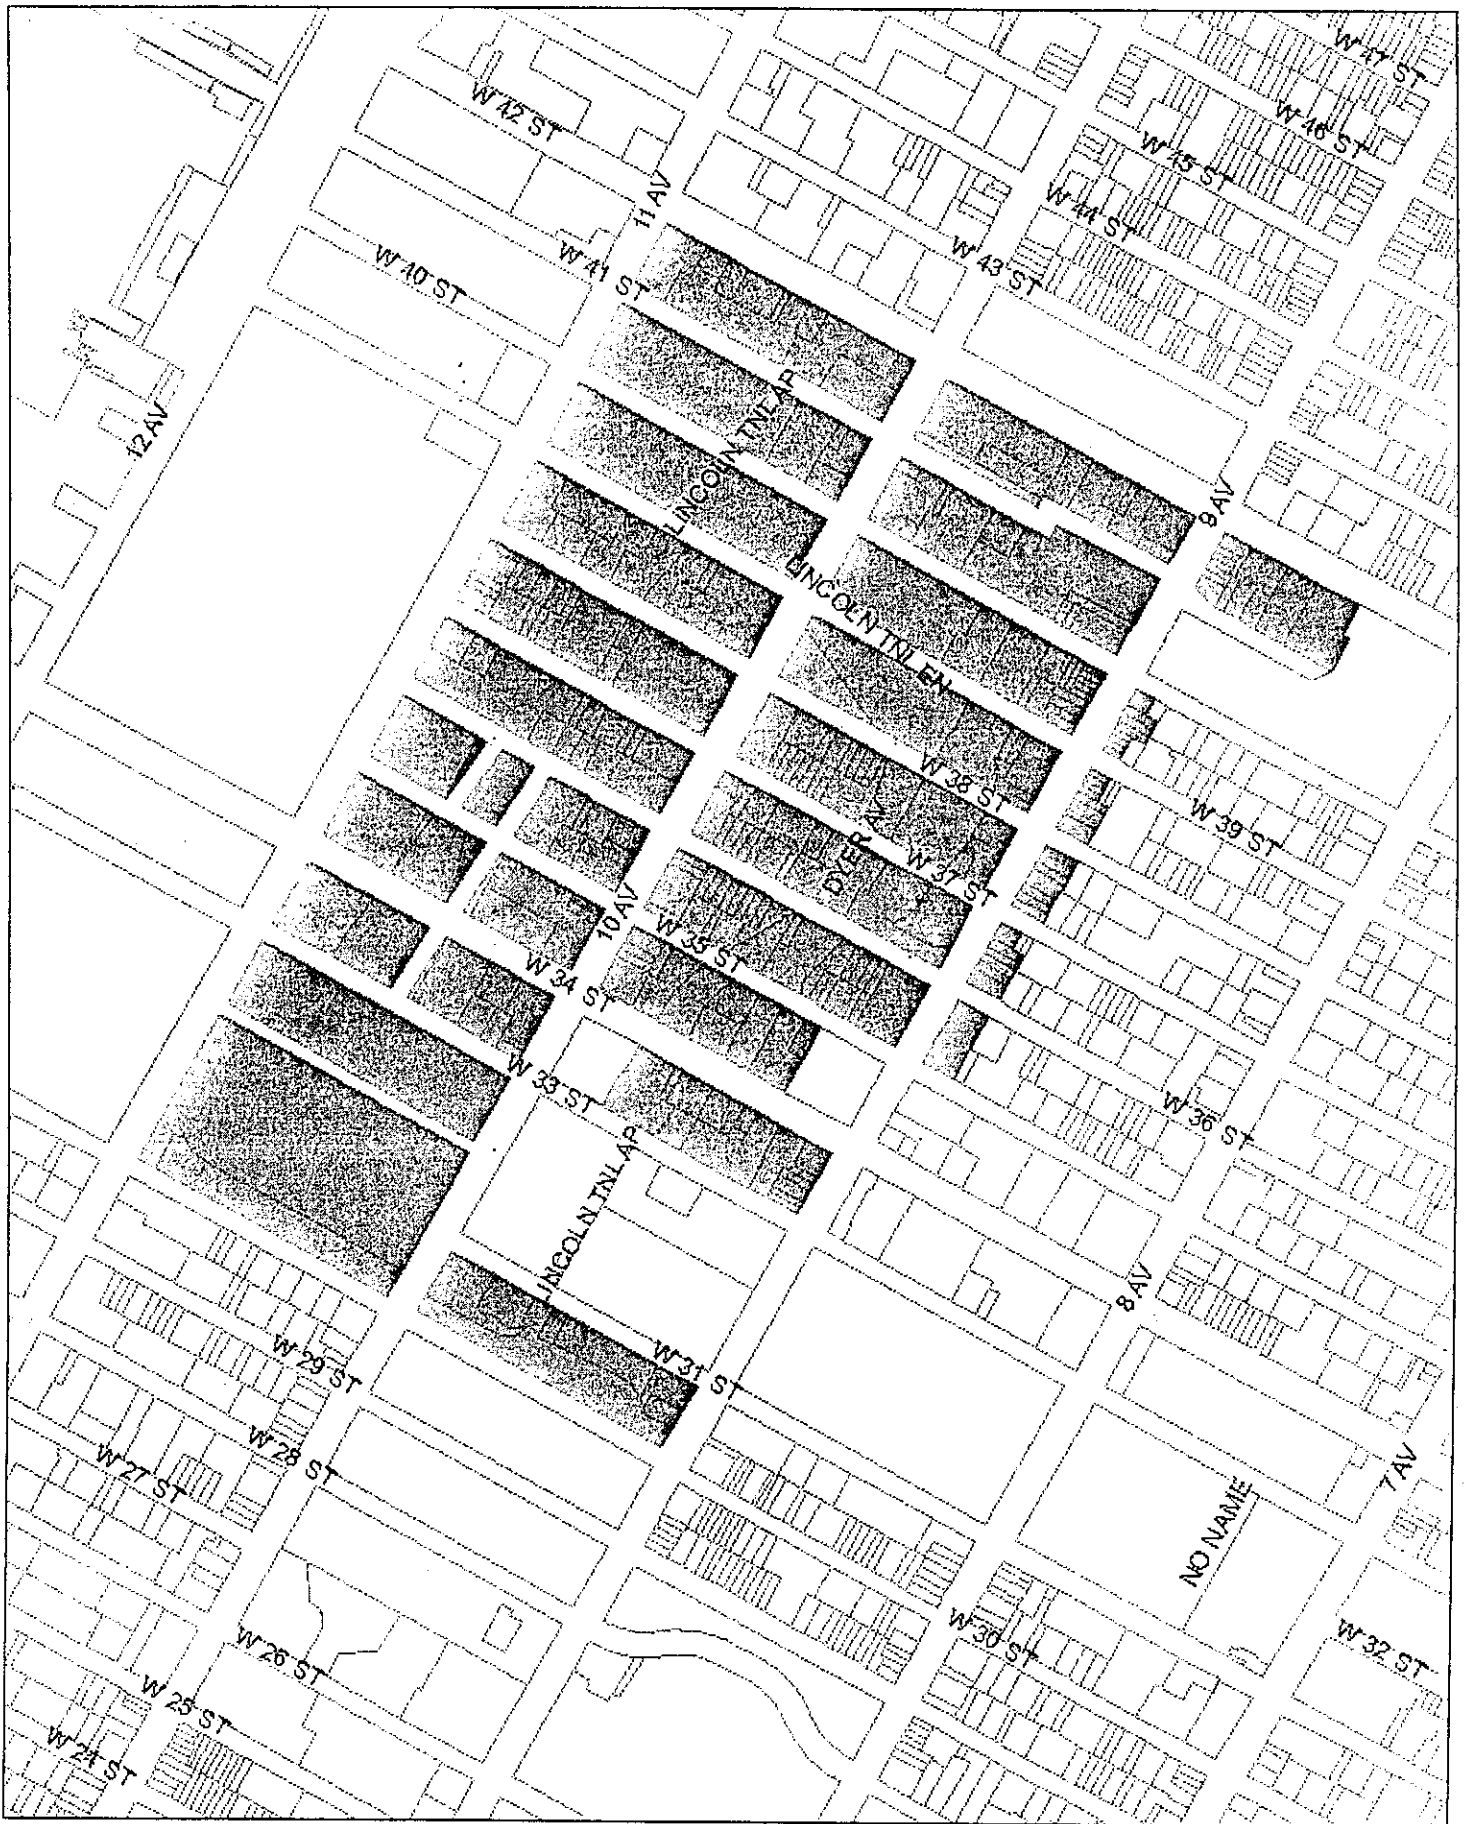 W 47 ST
W 46 ST
W 42 ST
W 45 ST
W 44 ST
11 AV
W 43 ST
W 41 ST
W 40 ST
12 AV
LINCOLN TNL AP
9 AV
LINCOLN TNL EN
W 38 ST
W 39 ST
DYER AV
W 37 ST
10 AV
W 35 ST
W 34 ST
W 33 ST
W 36 ST
LINCOLN TNL AP
8 AV
W 29 ST
W 31 ST
W 28 ST
W 27 ST
7 AV
NO NAME
W 30 ST
W 32 ST
W 26 ST
W 25 ST
W 24 ST